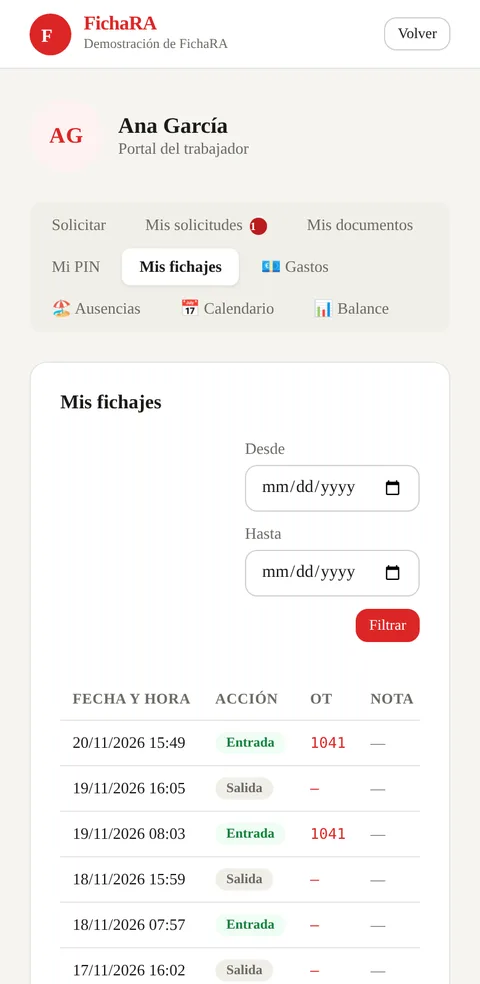 F
FichaRA
Demostración de FichaRA
Volver
AG
Ana García
Portal del trabajador
Solicitar Mis solicitudes 1 Mis documentos
Mi PIN Mis fichajes 💶 Gastos
🏖️ Ausencias 📅 Calendario 📊 Balance
Mis fichajes
Desde
mm/dd/yyyy
Hasta
mm/dd/yyyy
Filtrar
FECHA Y HORA ACCIÓN OT NOTA
20/11/2026 15:49 Entrada 1041 —
19/11/2026 16:05 Salida — —
19/11/2026 08:03 Entrada 1041 —
18/11/2026 15:59 Salida — —
18/11/2026 07:57 Entrada — —
17/11/2026 16:02 Salida — —